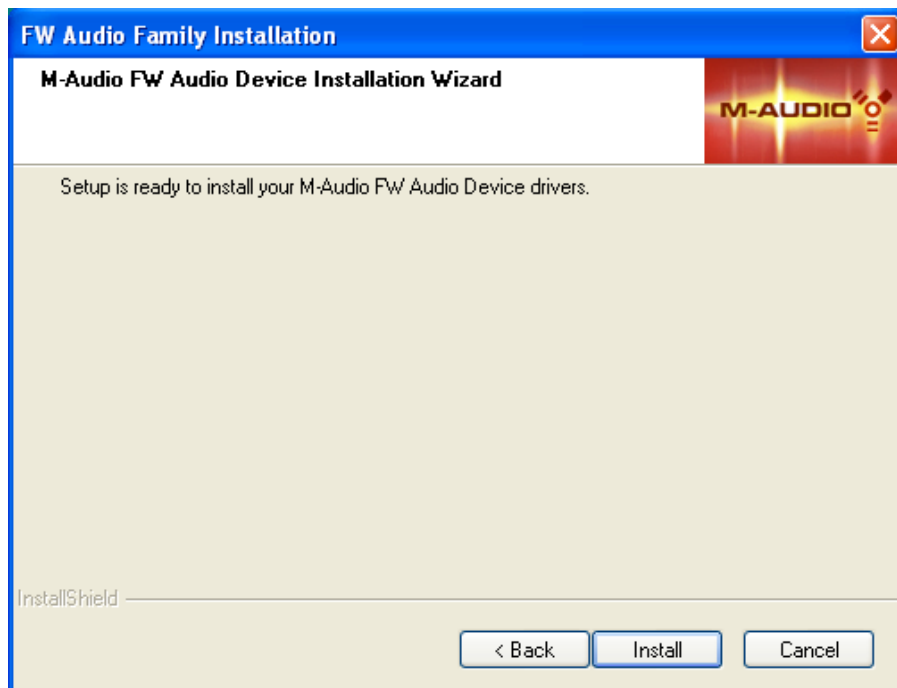 FW Audio Family Installation
M-Audio FW Audio Device Installation Wizard
M-AUDIO
Setup is ready to install your M-Audio FW Audio Device drivers.
InstallShield
< Back Install Cancel